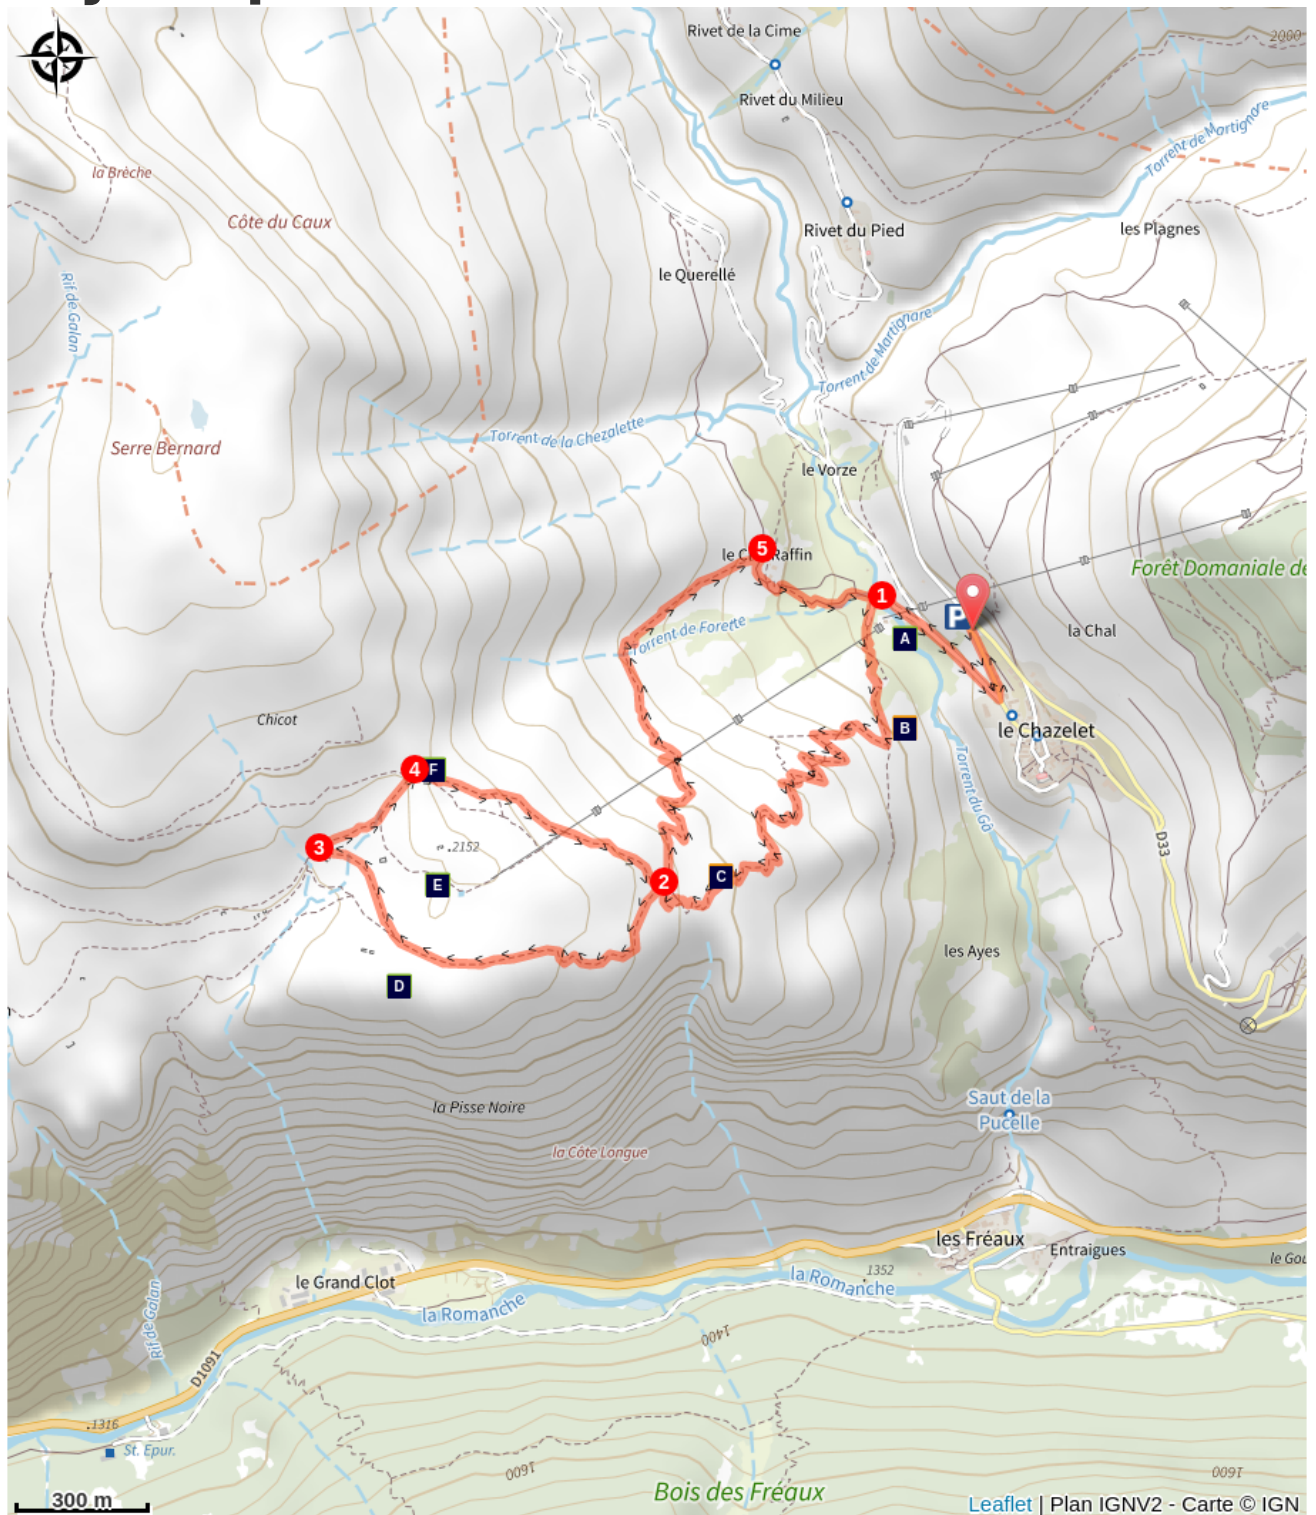 Rivet de la Cime
2000
Rivet du Milieu
Torrent de Martignare
la Brèche
Côte du Caux
Rivet du Pied
les Plagnes
le Querellé
Rif de Galan
Torrent de Martignare
Torrent de la Chezalette
Serre Bernard
le Vorze
5
Raffin
Forêt Domaniale de
1
P
Torrent de Forette
A
la Chal
Chicot
B
le Chazelet
4
F
Torrent du Gâ
3
.2152
D33
2
C
E
les Ayes
D
Saut de la
Pucelle
la Pisse Noire
la Côte Longue
les Fréaux
Entraigues
le Grand Clot
la Romanche
1352
la Romanche
Rif de Galan
1400
D1091
.1316
St. Epur.
1600
1600
Bois des Fréaux
300 m
Leaflet | Plan IGNV2 - Carte © IGN